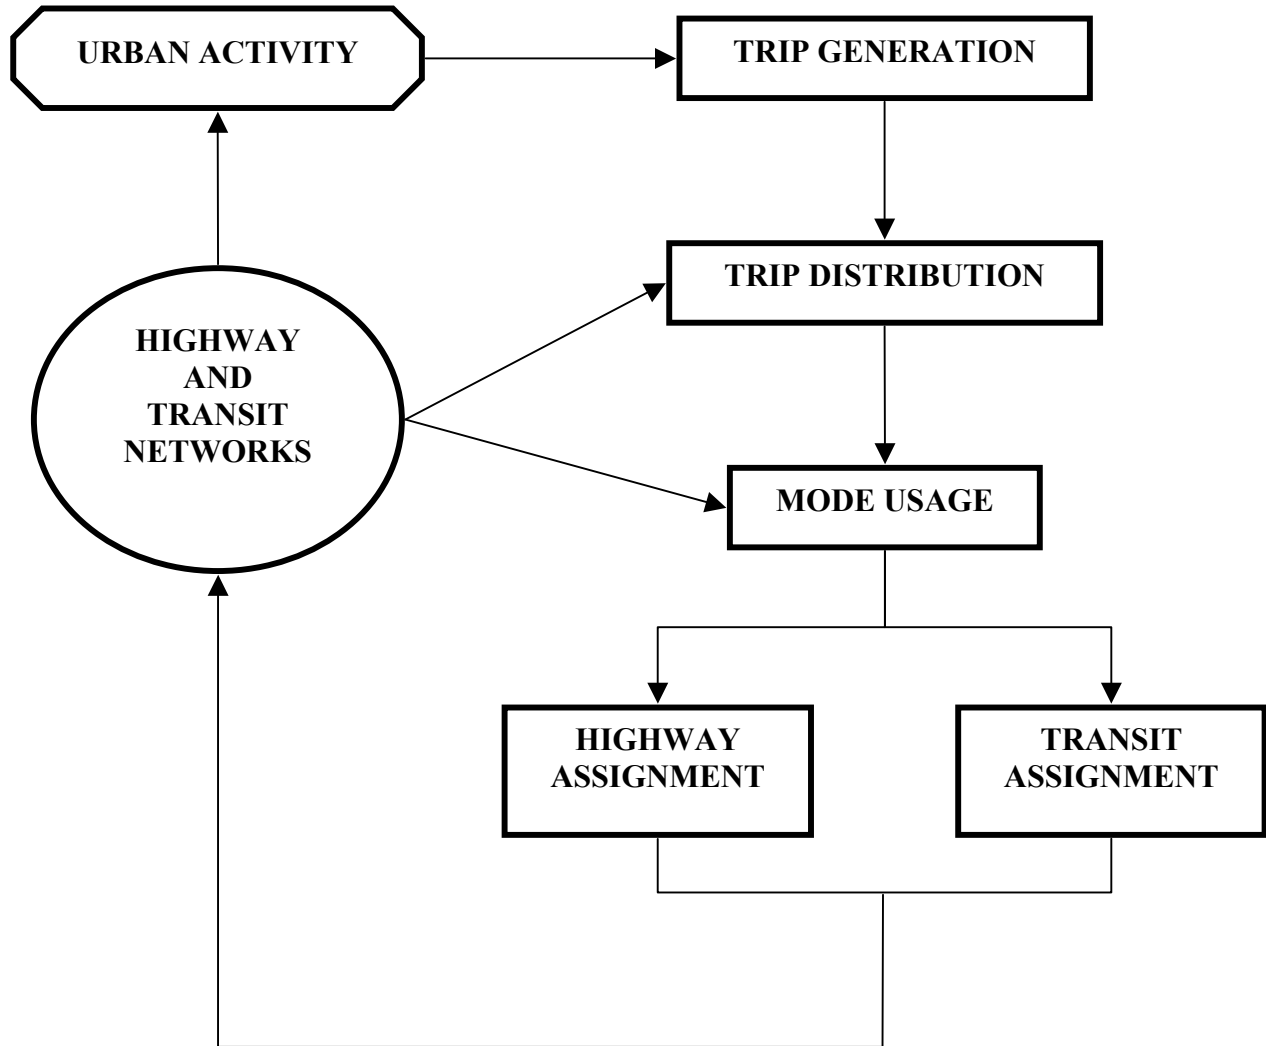 URBAN ACTIVITY
TRIP GENERATION
TRIP DISTRIBUTION
HIGHWAY
AND
TRANSIT
NETWORKS
MODE USAGE
HIGHWAY
ASSIGNMENT
TRANSIT
ASSIGNMENT